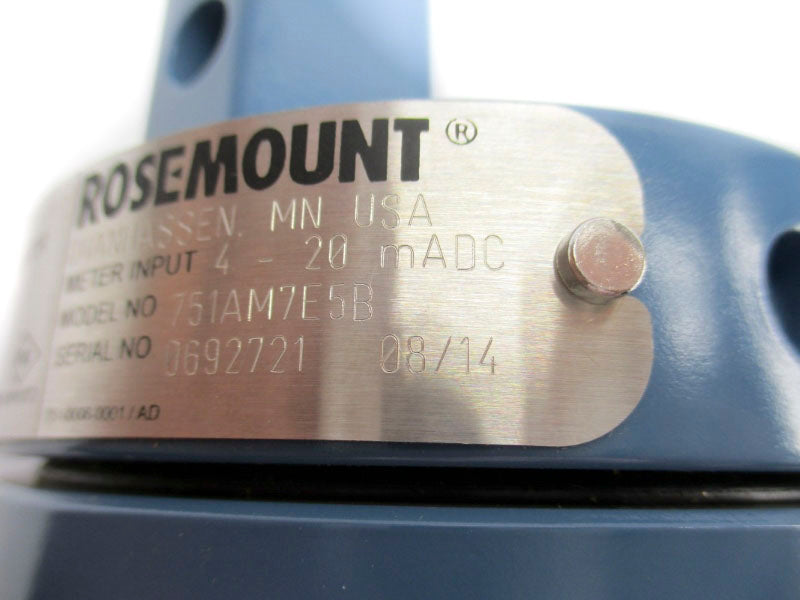 ROSEMOUNT®
CHANHASSEN, MN USA
METER INPUT 4 - 20 mADC
MODEL NO 751AM7E5B
SERIAL NO 0692721 08/14
/ AD